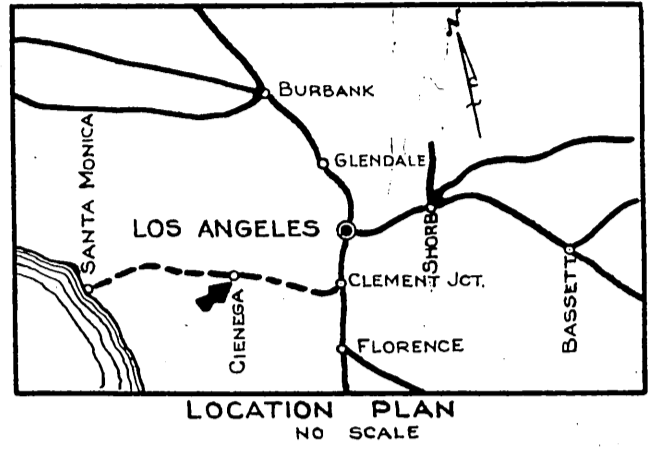 N
BURBANK
GLENDALE
SANTA MONICA
LOS ANGELES
SHORB
CLEMENT JCT.
CIENEGA
BASSETT
FLORENCE
LOCATION PLAN
NO SCALE